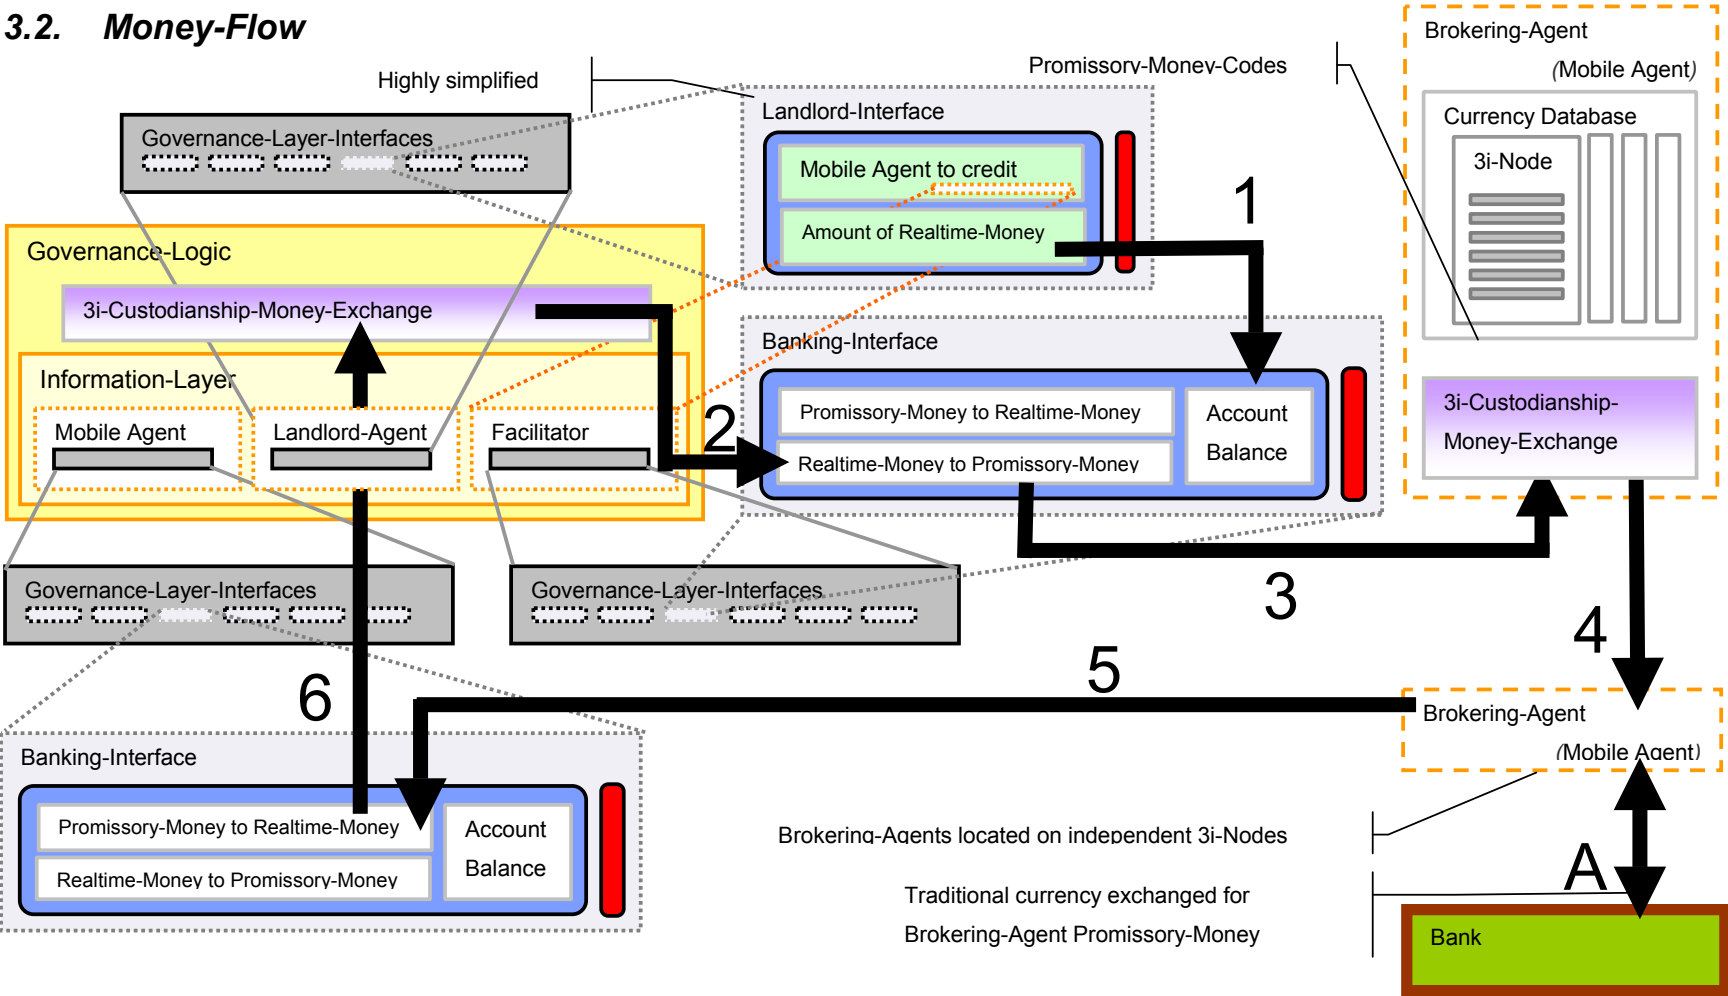 3.2. Money-Flow
Highly simplified
Promissory-Money-Codes
Brokering-Agent
(Mobile Agent)
Currency Database
3i-Node
Governance-Layer-Interfaces
Landlord-Interface
Mobile Agent to credit
Amount of Realtime-Money
1
Governance-Logic
3i-Custodianship-Money-Exchange
Information-Layer
Mobile Agent
Landlord-Agent
Facilitator
2
Banking-Interface
Promissory-Money to Realtime-Money
Realtime-Money to Promissory-Money
Account
Balance
3i-Custodianship-
Money-Exchange
Governance-Layer-Interfaces
Governance-Layer-Interfaces
3
4
5
6
Brokering-Agent
(Mobile Agent)
Banking-Interface
Promissory-Money to Realtime-Money
Realtime-Money to Promissory-Money
Account
Balance
Brokering-Agents located on independent 3i-Nodes
A
Traditional currency exchanged for
Brokering-Agent Promissory-Money
Bank